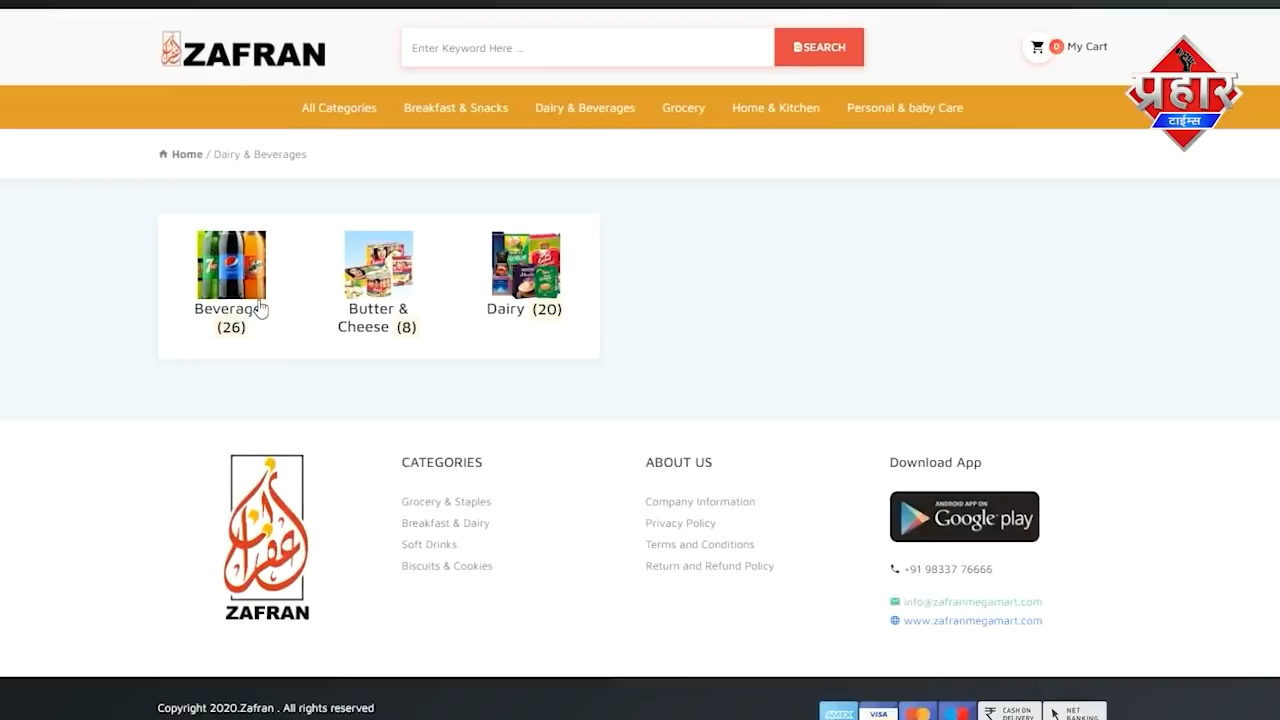 ZAFRAN
Enter Keyword Here ...
SEARCH
0 My Cart
प्रहार
टाईम्स
All Categories Breakfast & Snacks Dairy & Beverages Grocery Home & Kitchen Personal & baby Care
Home / Dairy & Beverages
(26)
Butter &
Cheese (8)
Dairy (20)
عفران
ZAFRAN
CATEGORIES
Grocery & Staples
Breakfast & Dairy
Soft Drinks
Biscuits & Cookies
ABOUT US
Company Information
Privacy Policy
Terms and Conditions
Return and Refund Policy
Download App
ANDROID APP ON
Google play
+91 98337 76666
info@zafranmegamart.com
www.zafranmegamart.com
Copyright 2020.Zafran . All rights reserved
AMEX
VISA
CASH ON
DELIVERY
NET
BANKING